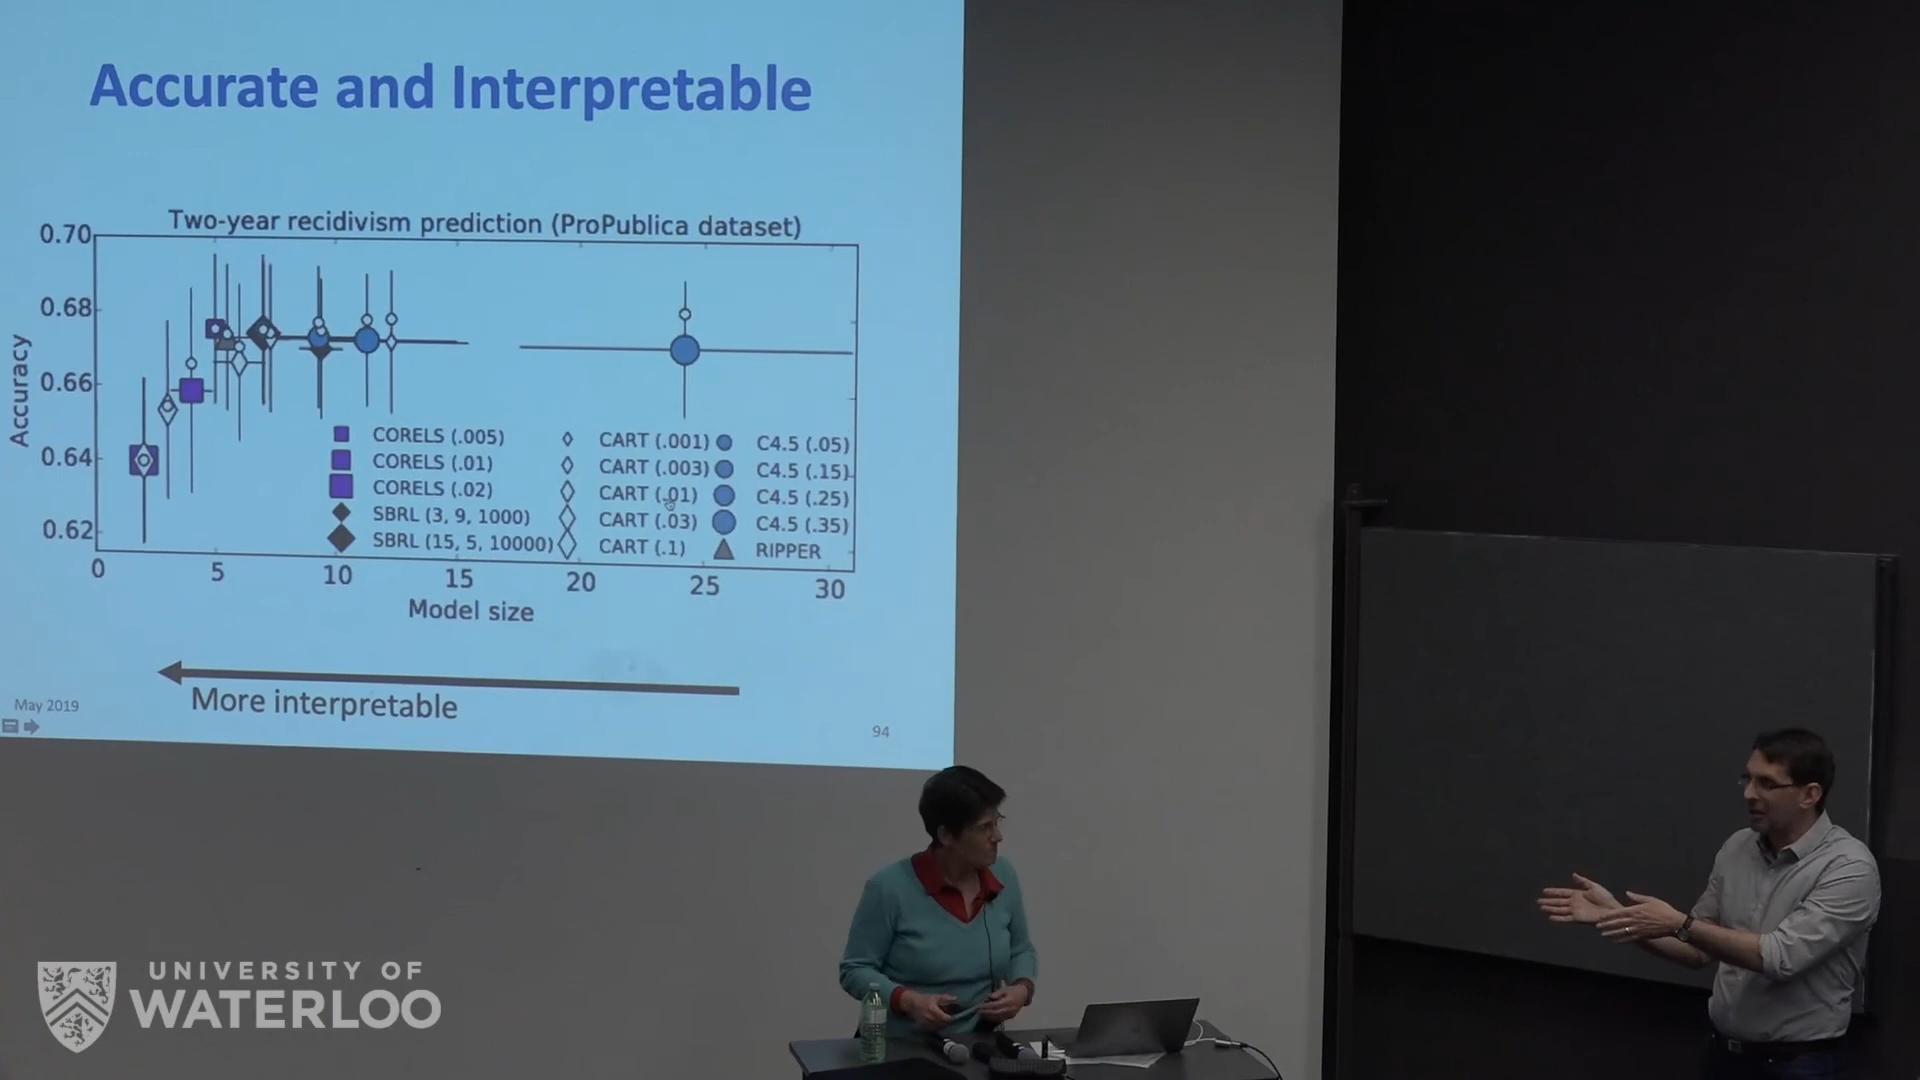 Accurate and Interpretable
Two-year recidivism prediction (ProPublica dataset)
0.70
0.68
0.66
0.64
0.62
Accuracy
CORELS (.005)
CORELS (.01)
CORELS (.02)
SBRL (3, 9, 1000)
SBRL (15, 5, 10000)
CART (.001)
CART (.003)
CART (.01)
CART (.03)
CART (.1)
C4.5 (.05)
C4.5 (.15)
C4.5 (.25)
C4.5 (.35)
RIPPER
0 5 10 15 20 25 30
Model size
More interpretable
May 2019
94
UNIVERSITY OF
WATERLOO